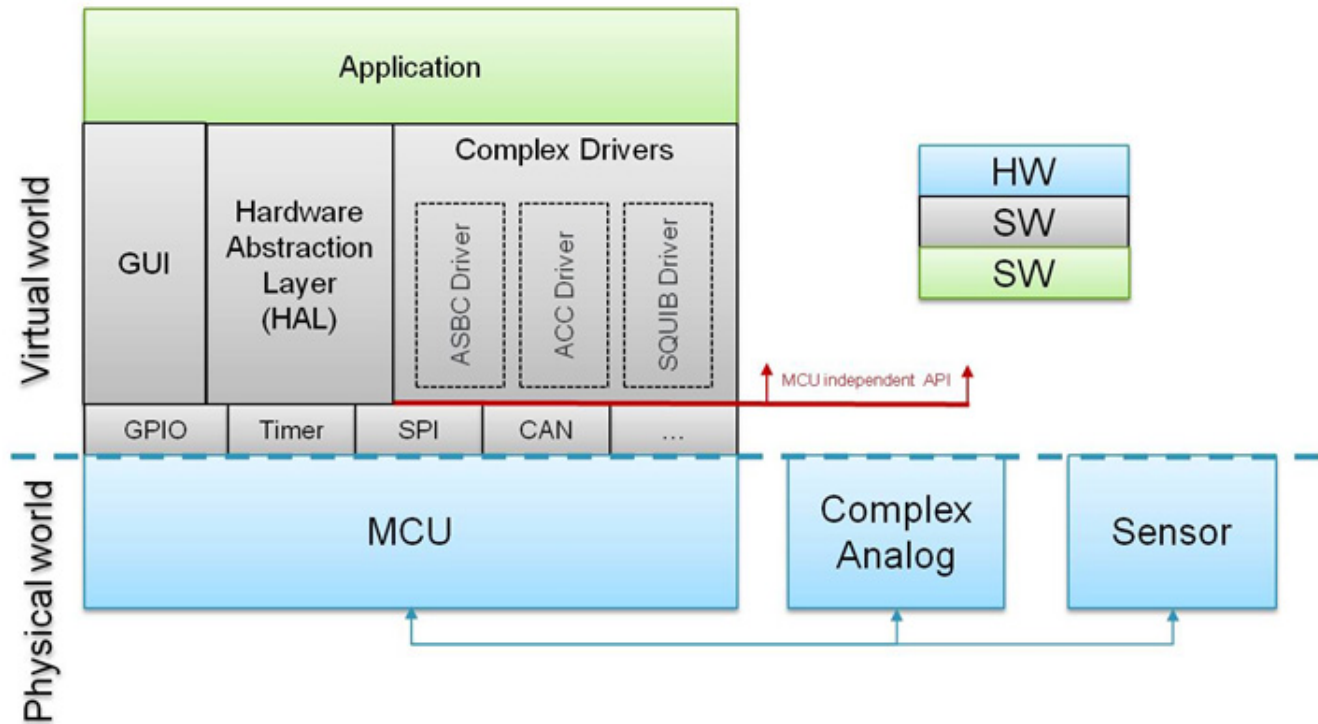 Application
Virtual world
GUI
Hardware
Abstraction
Layer
(HAL)
Complex Drivers
ASBC Driver
ACC Driver
SQUIB Driver
HW
SW
SW
MCU independent API
GPIO
Timer
SPI
CAN
...
Physical world
MCU
Complex
Analog
Sensor